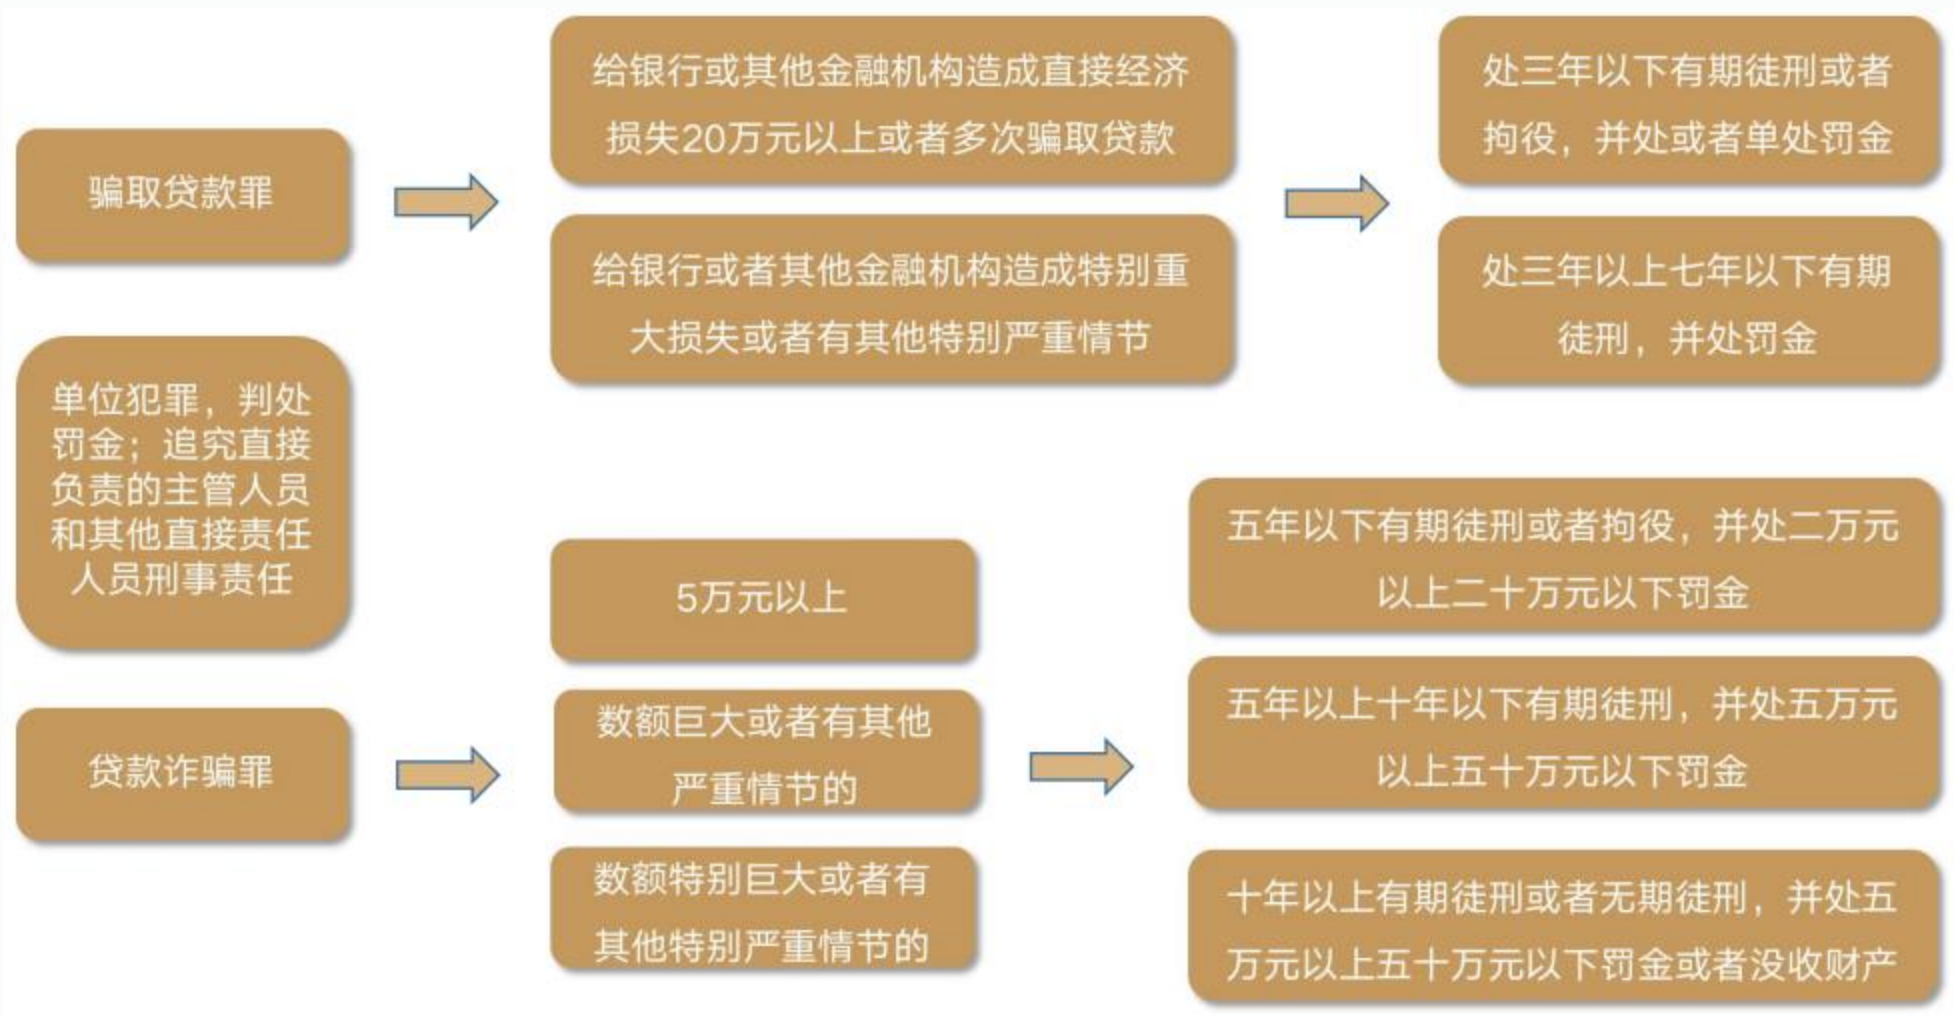 骗取贷款罪
给银行或其他金融机构造成直接经济
损失20万元以上或者多次骗取贷款
处三年以下有期徒刑或者
拘役，并处或者单处罚金
给银行或者其他金融机构造成特别重
大损失或者有其他特别严重情节
处三年以上七年以下有期
徒刑，并处罚金
单位犯罪，判处
罚金；追究直接
负责的主管人员
和其他直接责任
人员刑事责任
贷款诈骗罪
5万元以上
五年以下有期徒刑或者拘役，并处二万元
以上二十万元以下罚金
数额巨大或者有其他
严重情节的
五年以上十年以下有期徒刑，并处五万元
以上五十万元以下罚金
数额特别巨大或者有
其他特别严重情节的
十年以上有期徒刑或者无期徒刑，并处五
万元以上五十万元以下罚金或者没收财产